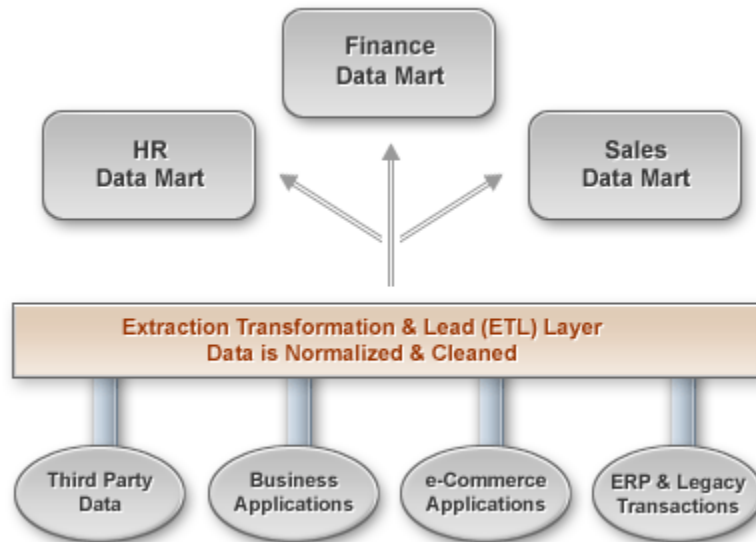 Finance
Data Mart
HR
Data Mart
Sales
Data Mart
Extraction Transformation & Lead (ETL) Layer
Data is Normalized & Cleaned
Third Party
Data
Business
Applications
e-Commerce
Applications
ERP & Legacy
Transactions